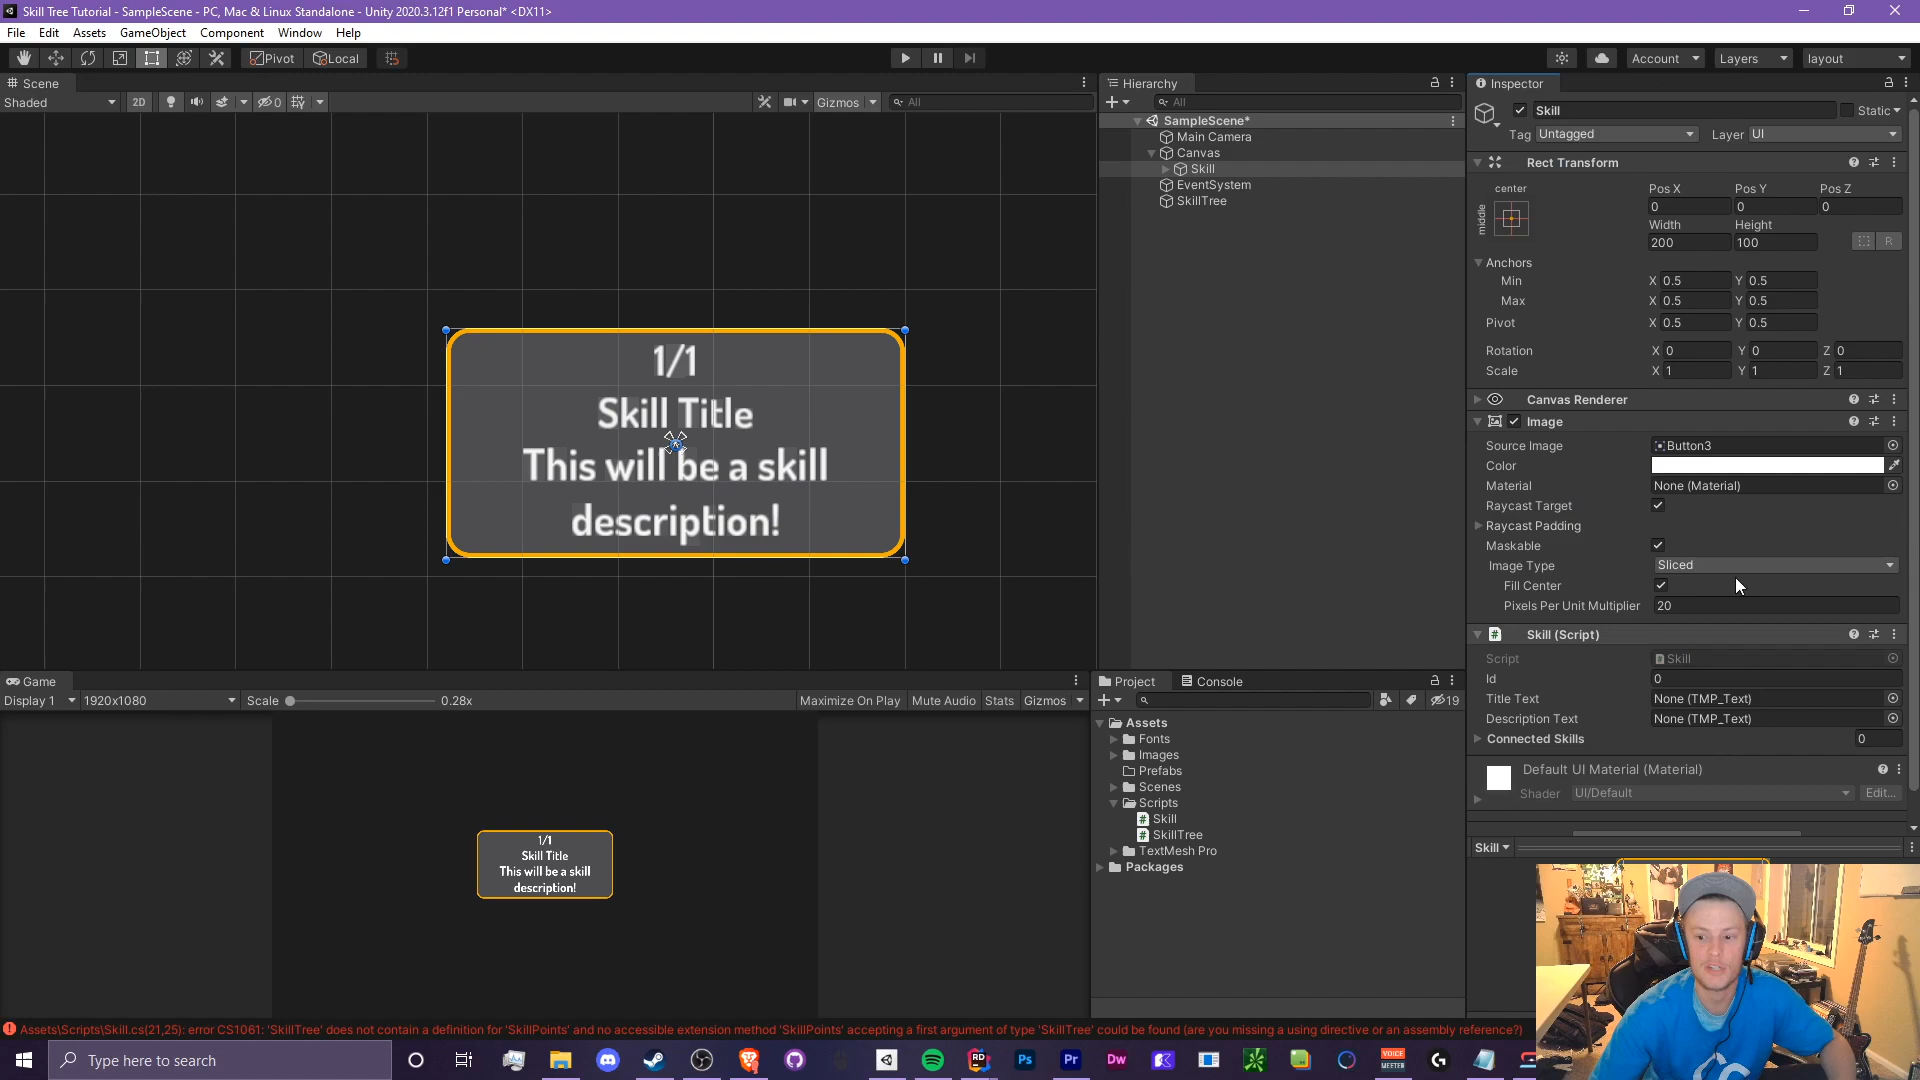 Skill Tree Tutorial - SampleScene - PC, Mac & Linux Standalone - Unity 2020.3.12f1 Personal* <DX11>
File Edit Assets GameObject Component Window Help
Pivot Local Account Layers layout
Scene
Shaded 2D 0 Gizmos All
1/1
Skill Title
This will be a skill
description!
Hierarchy
All
SampleScene*
Main Camera
Canvas
Skill
EventSystem
SkillTree
Inspector
Skill Static
Tag Untagged Layer UI
Rect Transform
center Pos X Pos Y Pos Z
middle 0 0 0
Width Height
200 100 R
Anchors
Min X 0.5 Y 0.5
Max X 0.5 Y 0.5
Pivot X 0.5 Y 0.5
Rotation X 0 Y 0 Z 0
Scale X 1 Y 1 Z 1
Canvas Renderer
Image
Source Image Button3
Color
Material None (Material)
Raycast Target
Raycast Padding
Maskable
Image Type Sliced
Fill Center
Pixels Per Unit Multiplier 20
# Skill (Script)
Script Skill
Id 0
Title Text None (TMP_Text)
Description Text None (TMP_Text)
Connected Skills 0
Default UI Material (Material)
Shader UI/Default Edit...
Skill
Game
Display 1 1920x1080 Scale 0.28x Maximize On Play Mute Audio Stats Gizmos
1/1
Skill Title
This will be a skill
description!
Project Console
19
Assets
Fonts
Images
Prefabs
Scenes
Scripts
# Skill
# SkillTree
TextMesh Pro
Packages
Assets\Scripts\Skill.cs(21,25): error CS1061: 'SkillTree' does not contain a definition for 'SkillPoints' and no accessible extension method 'SkillPoints' accepting a first argument of type 'SkillTree' could be found (are you missing a using directive or an assembly reference?)
Type here to search RD Ps Pr Dw VOICE MEETER